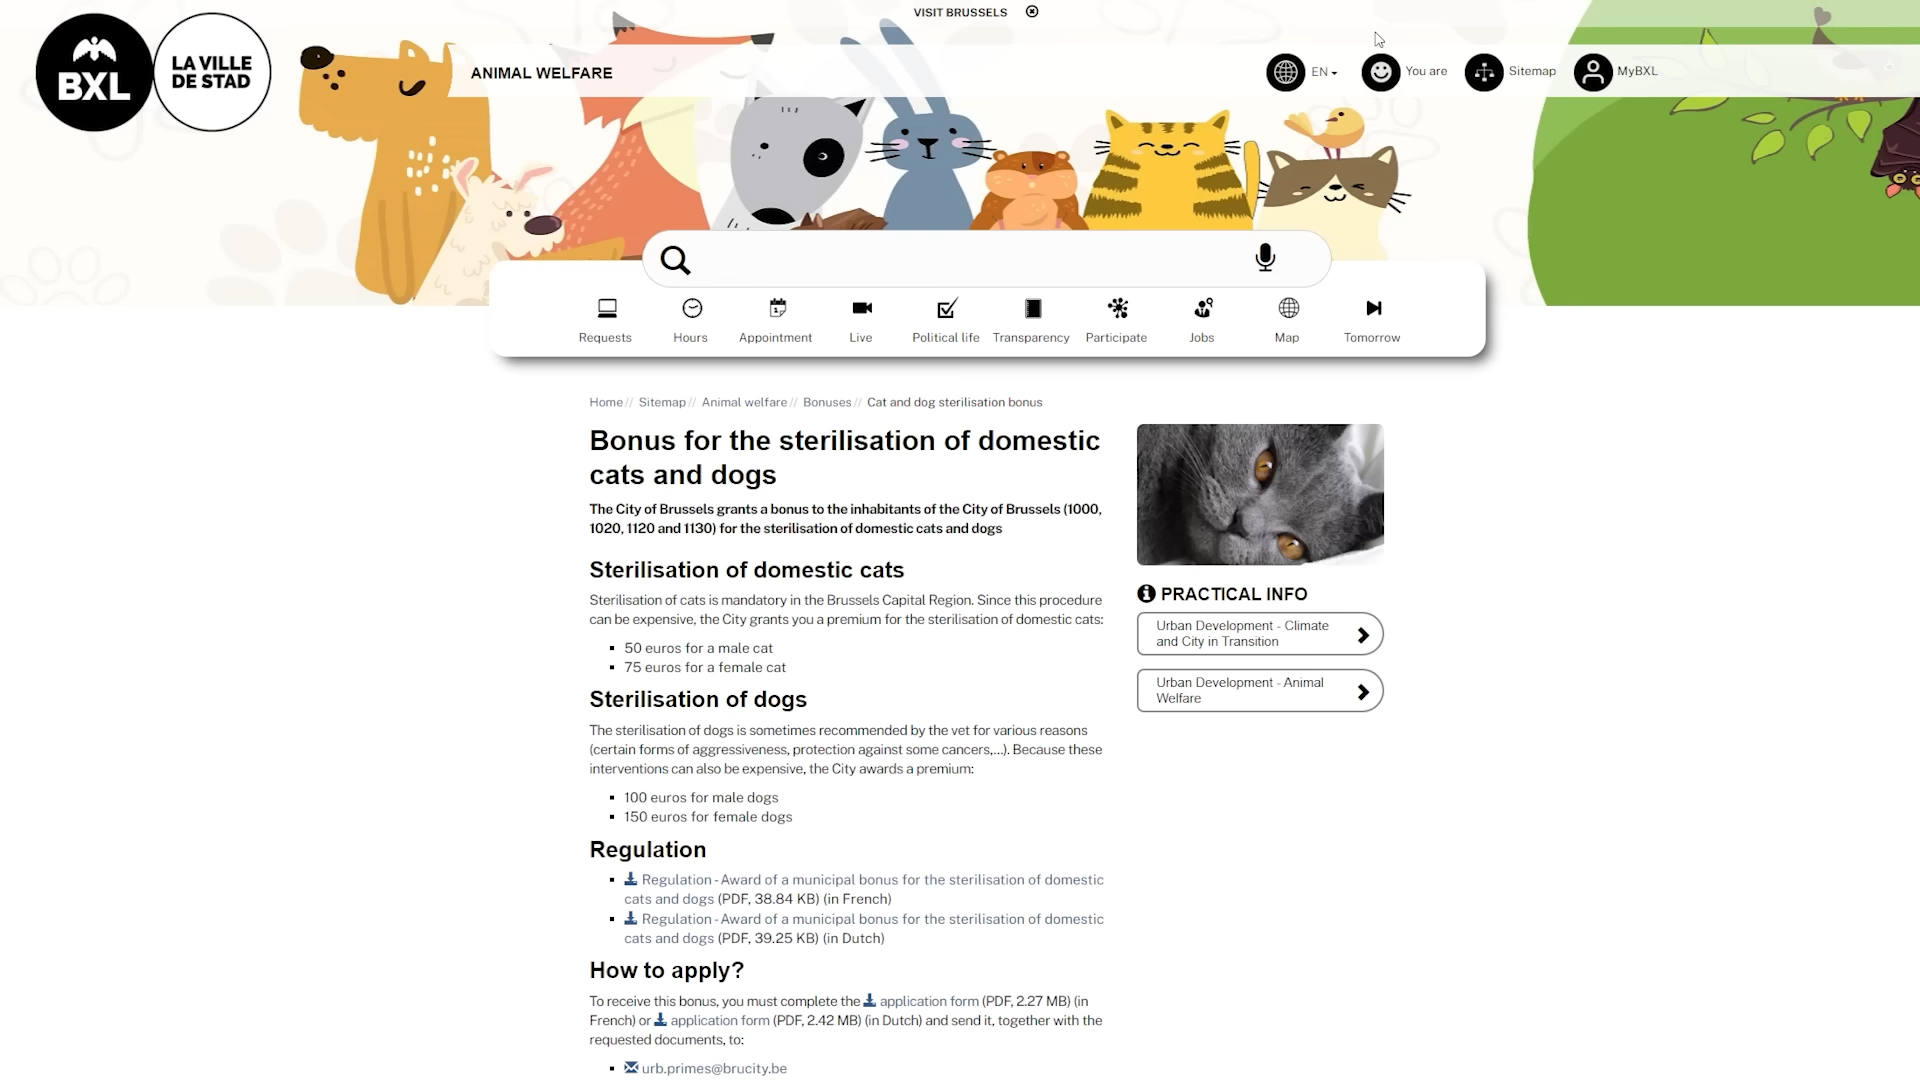 VISIT BRUSSELS
BXL
LA VILLE
DE STAD
ANIMAL WELFARE
EN
You are
Sitemap
MyBXL
Requests
Hours
Appointment
Live
Political life
Transparency
Participate
Jobs
Map
Tomorrow
Home// Sitemap// Animal welfare// Bonuses// Cat and dog sterilisation bonus
Bonus for the sterilisation of domestic
cats and dogs
The City of Brussels grants a bonus to the inhabitants of the City of Brussels (1000,
1020, 1120 and 1130) for the sterilisation of domestic cats and dogs
Sterilisation of domestic cats
Sterilisation of cats is mandatory in the Brussels Capital Region. Since this procedure
can be expensive, the City grants you a premium for the sterilisation of domestic cats:
50 euros for a male cat
75 euros for a female cat
Sterilisation of dogs
The sterilisation of dogs is sometimes recommended by the vet for various reasons
(certain forms of aggressiveness, protection against some cancers,...). Because these
interventions can also be expensive, the City awards a premium:
100 euros for male dogs
150 euros for female dogs
Regulation
Regulation - Award of a municipal bonus for the sterilisation of domestic
cats and dogs (PDF, 38.84 KB) (in French)
Regulation - Award of a municipal bonus for the sterilisation of domestic
cats and dogs (PDF, 39.25 KB) (in Dutch)
How to apply?
To receive this bonus, you must complete the application form (PDF, 2.27 MB) (in
French) or application form (PDF, 2.42 MB) (in Dutch) and send it, together with the
requested documents, to:
urb.primes@brucity.be
PRACTICAL INFO
Urban Development - Climate
and City in Transition
Urban Development - Animal
Welfare